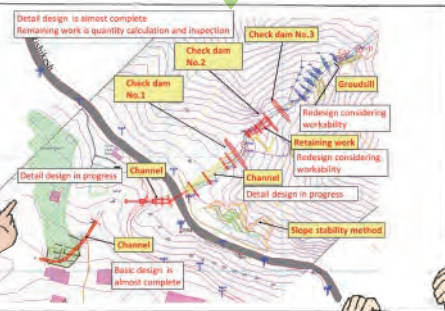 Detail design is almost complete
Remaining work is quantity calculation and inspection
Check dam No.3
Check dam
No.2
Check dam
No.1
Groudsill
Redesign considering
workability
Retaining work
Redesign considering
workability
Channel
Detail design in progress
Channel
Detail design in progress
Slope stability method
Channel
Basic design is
almost complete